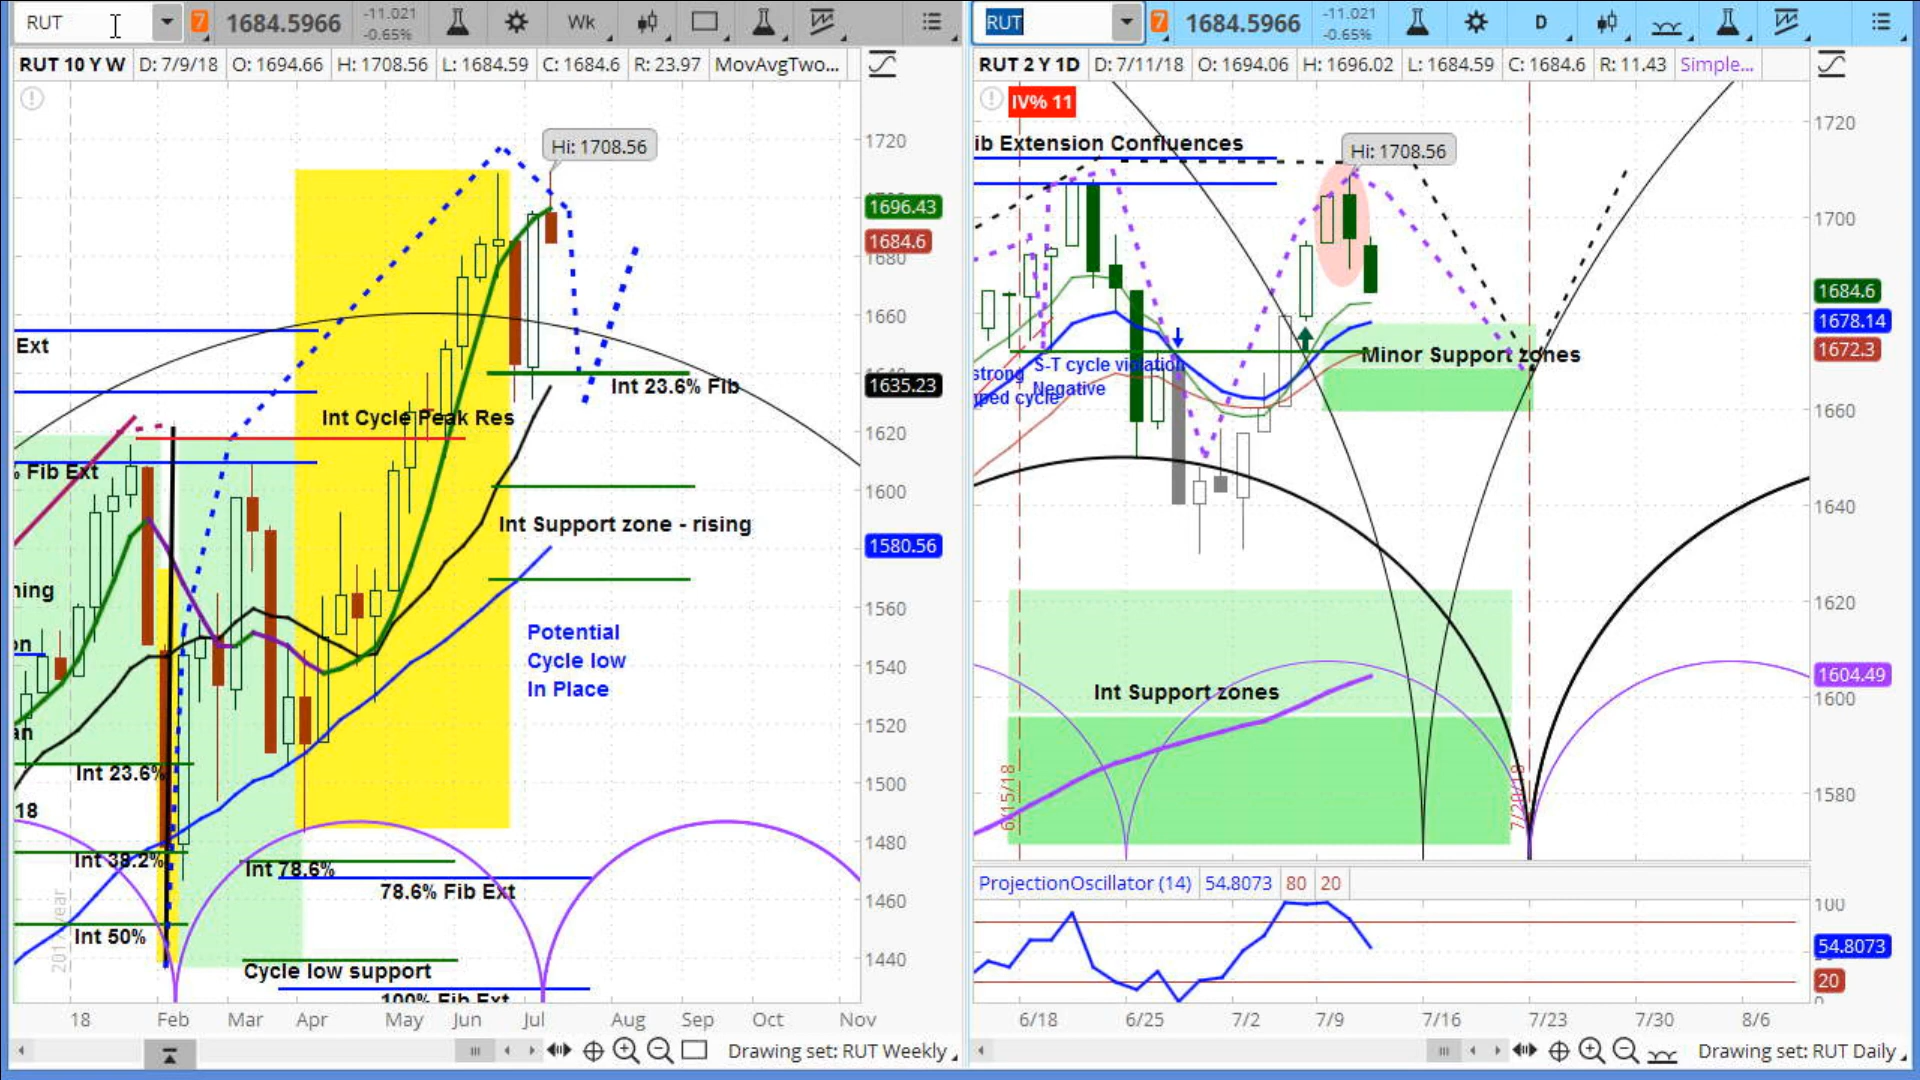 RUT 7 1684.5966 -11.021 -0.65% Wk
RUT 10 Y W D: 7/9/18 O: 1694.66 H: 1708.56 L: 1684.59 C: 1684.6 R: 23.97 MovAvgTwo...
Hi: 1708.56
1720
1696.43
1684.6
1680
1660
Ext
1635.23
Int 23.6% Fib
Int Cycle Peak Res
1620
% Fib Ext
1600
Int Support zone - rising
1580.56
1560
Potential
Cycle low
In Place
1540
1520
Int 23.6%
1500
18
1480
Int 38.2%
Int 78.6%
78.6% Fib Ext
1460
Int 50%
1440
Cycle low support
100% Fib Ext
18 Feb Mar Apr May Jun Jul Aug Sep Oct Nov
Drawing set: RUT Weekly
RUT 7 1684.5966 -11.021 -0.65% D
RUT 2 Y 1D D: 7/11/18 O: 1694.06 H: 1696.02 L: 1684.59 C: 1684.6 R: 11.43 Simple...
IV% 11
ib Extension Confluences
Hi: 1708.56
1720
1700
1684.6
1678.14
1672.3
Minor Support zones
S-T cycle violation
strong
Negative
ped cycle
1660
1640
1620
1604.49
1600
Int Support zones
1580
6/15/18
ProjectionOscillator (14) 54.8073 80 20
100
54.8073
20
0
6/18 6/25 7/2 7/9 7/16 7/23 7/30 8/6
Drawing set: RUT Daily